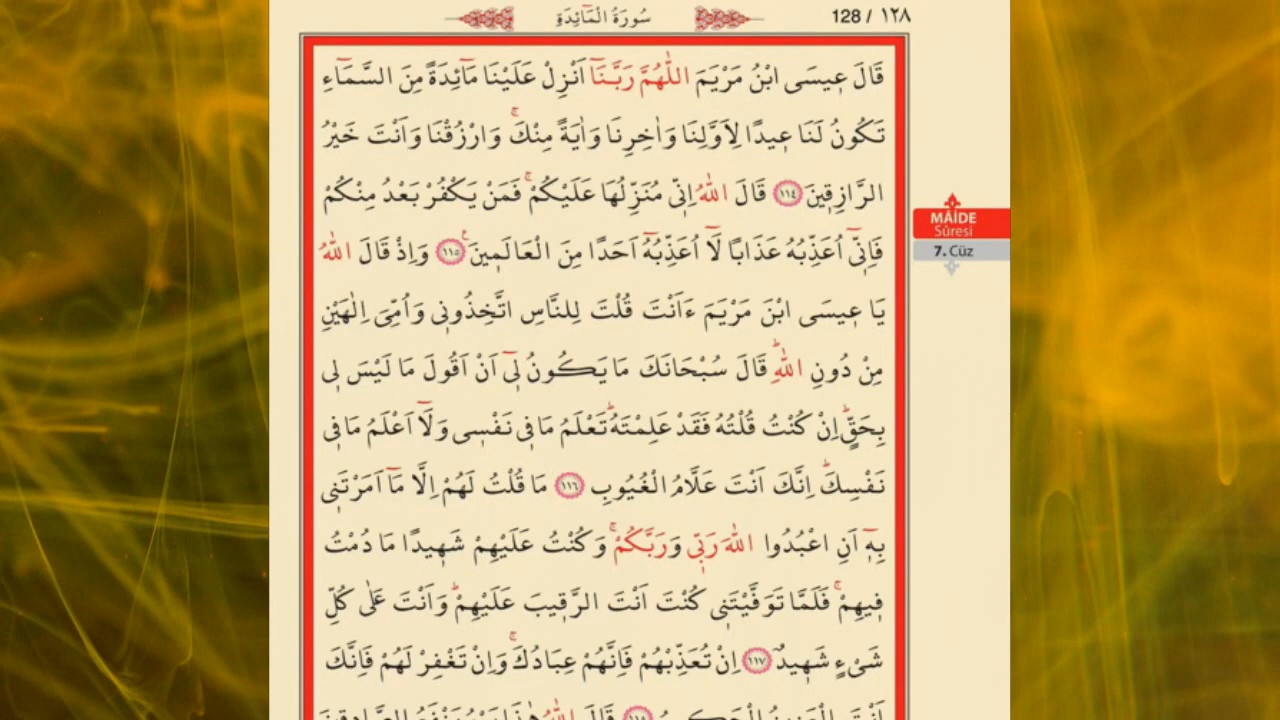 سُورَةُ الْمَٓائِدَةِ
128 / ١٢٨
قَالَ ع۪يسَى ابْنُ مَرْيَمَ اللّٰهُمَّ رَبَّنَٓا اَنْزِلْ عَلَيْنَا مَٓائِدَةً مِنَ السَّمَٓاءِ
تَكُونُ لَنَا ع۪يدًا لِاَوَّلِنَا وَاٰخِرِنَا وَاٰيَةً مِنْكَۚ وَارْزُقْنَا وَاَنْتَ خَيْرُ
الرَّازِق۪ينَ ﴿١١٤﴾ قَالَ اللّٰهُ اِنّ۪ي مُنَزِّلُهَا عَلَيْكُمْۚ فَمَنْ يَكْفُرْ بَعْدُ مِنْكُمْ
فَاِنّ۪ٓي اُعَذِّبُهُ عَذَابًا لَٓا اُعَذِّبُهُٓ اَحَدًا مِنَ الْعَالَم۪ينَۚ ﴿١١٥﴾ وَاِذْ قَالَ اللّٰهُ
يَا ع۪يسَى ابْنَ مَرْيَمَ ءَاَنْتَ قُلْتَ لِلنَّاسِ اتَّخِذُون۪ي وَاُمِّيَ اِلٰهَيْنِ
مِنْ دُونِ اللّٰهِۜ قَالَ سُبْحَانَكَ مَا يَكُونُ ل۪ٓي اَنْ اَقُولَ مَا لَيْسَ ل۪ي
بِحَقٍّۜ اِنْ كُنْتُ قُلْتُهُ فَقَدْ عَلِمْتَهُۜ تَعْلَمُ مَا ف۪ي نَفْس۪ي وَلَٓا اَعْلَمُ مَا ف۪ي
نَفْسِكَۜ اِنَّكَ اَنْتَ عَلَّامُ الْغُيُوبِ ﴿١١٦﴾ مَا قُلْتُ لَهُمْ اِلَّا مَٓا اَمَرْتَن۪ي
بِه۪ٓ اَنِ اعْبُدُوا اللّٰهَ رَبّ۪ي وَرَبَّكُمْۚ وَكُنْتُ عَلَيْهِمْ شَه۪يدًا مَا دُمْتُ
ف۪يهِمْۚ فَلَمَّا تَوَفَّيْتَن۪ي كُنْتَ اَنْتَ الرَّق۪يبَ عَلَيْهِمْۜ وَاَنْتَ عَلٰى كُلِّ
شَيْءٍ شَه۪يدٌ ﴿١١٧﴾ اِنْ تُعَذِّبْهُمْ فَاِنَّهُمْ عِبَادُكَۚ وَاِنْ تَغْفِرْ لَهُمْ فَاِنَّكَ
MÂİDE
Sûresi
7. Cüz